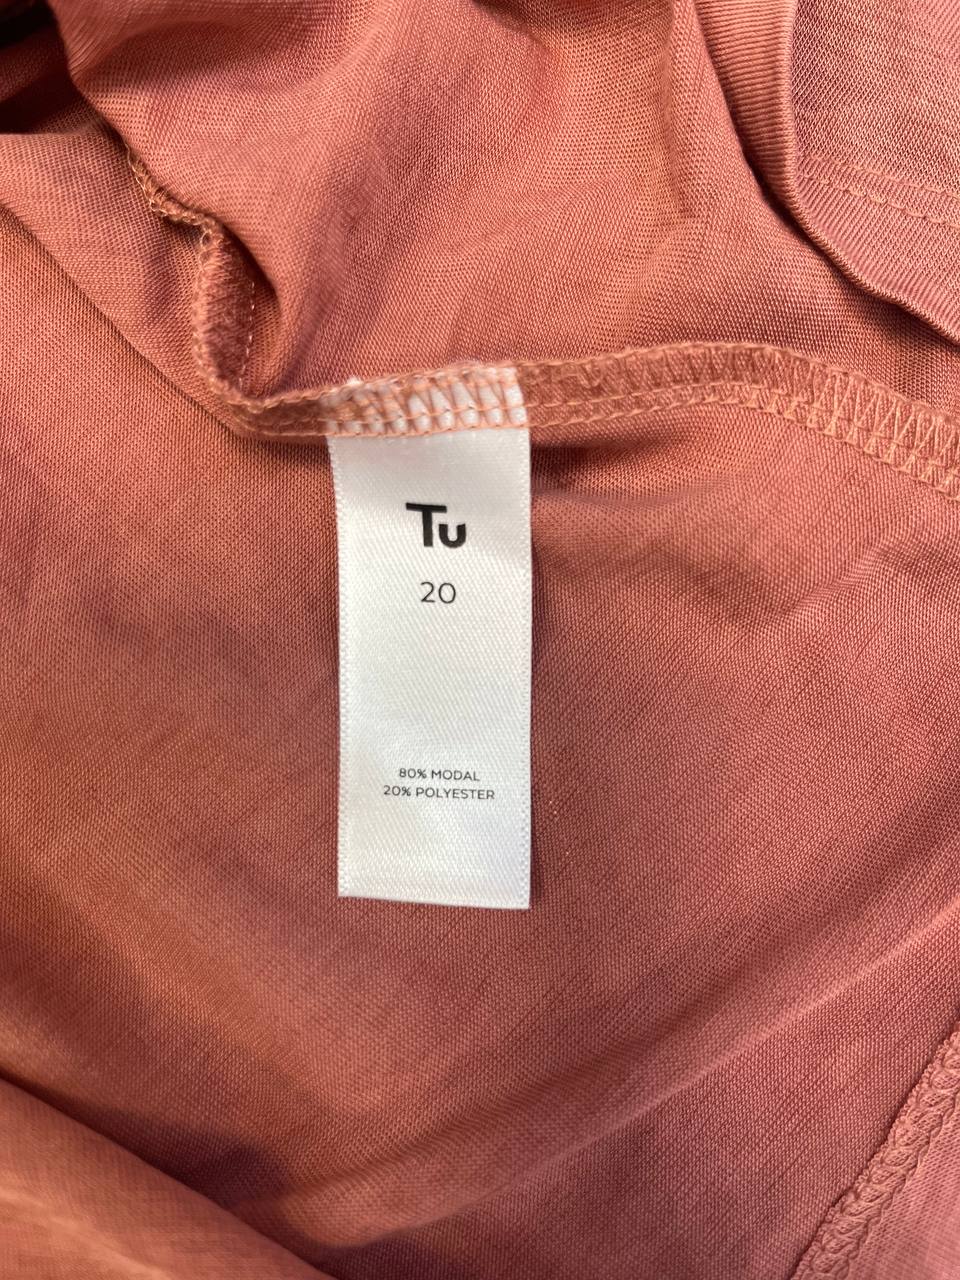 Tu
20
80% MODAL
20% POLYESTER